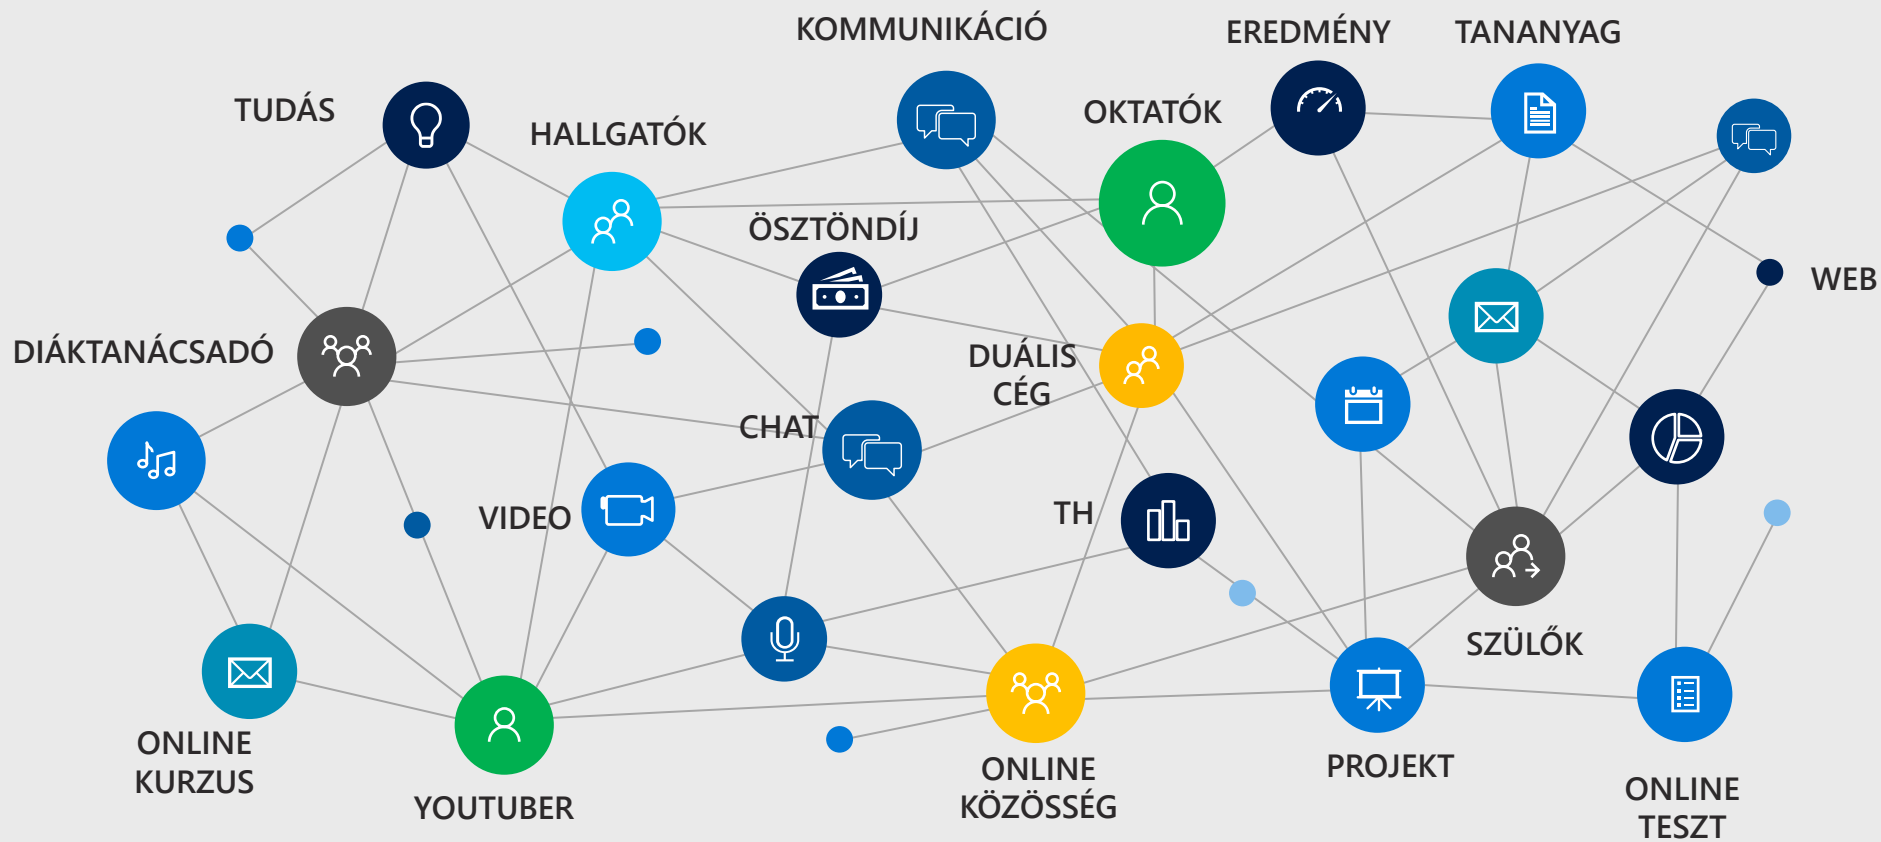 KOMMUNIKÁCIÓ
EREDMÉNY
TANANYAG
TUDÁS
HALLGATÓK
OKTATÓK
ÖSZTÖNDÍJ
WEB
DIÁKTANÁCSADÓ
DUÁLIS
CÉG
CHAT
VIDEO
TH
SZÜLŐK
ONLINE
KURZUS
YOUTUBER
ONLINE
KÖZÖSSÉG
PROJEKT
ONLINE
TESZT